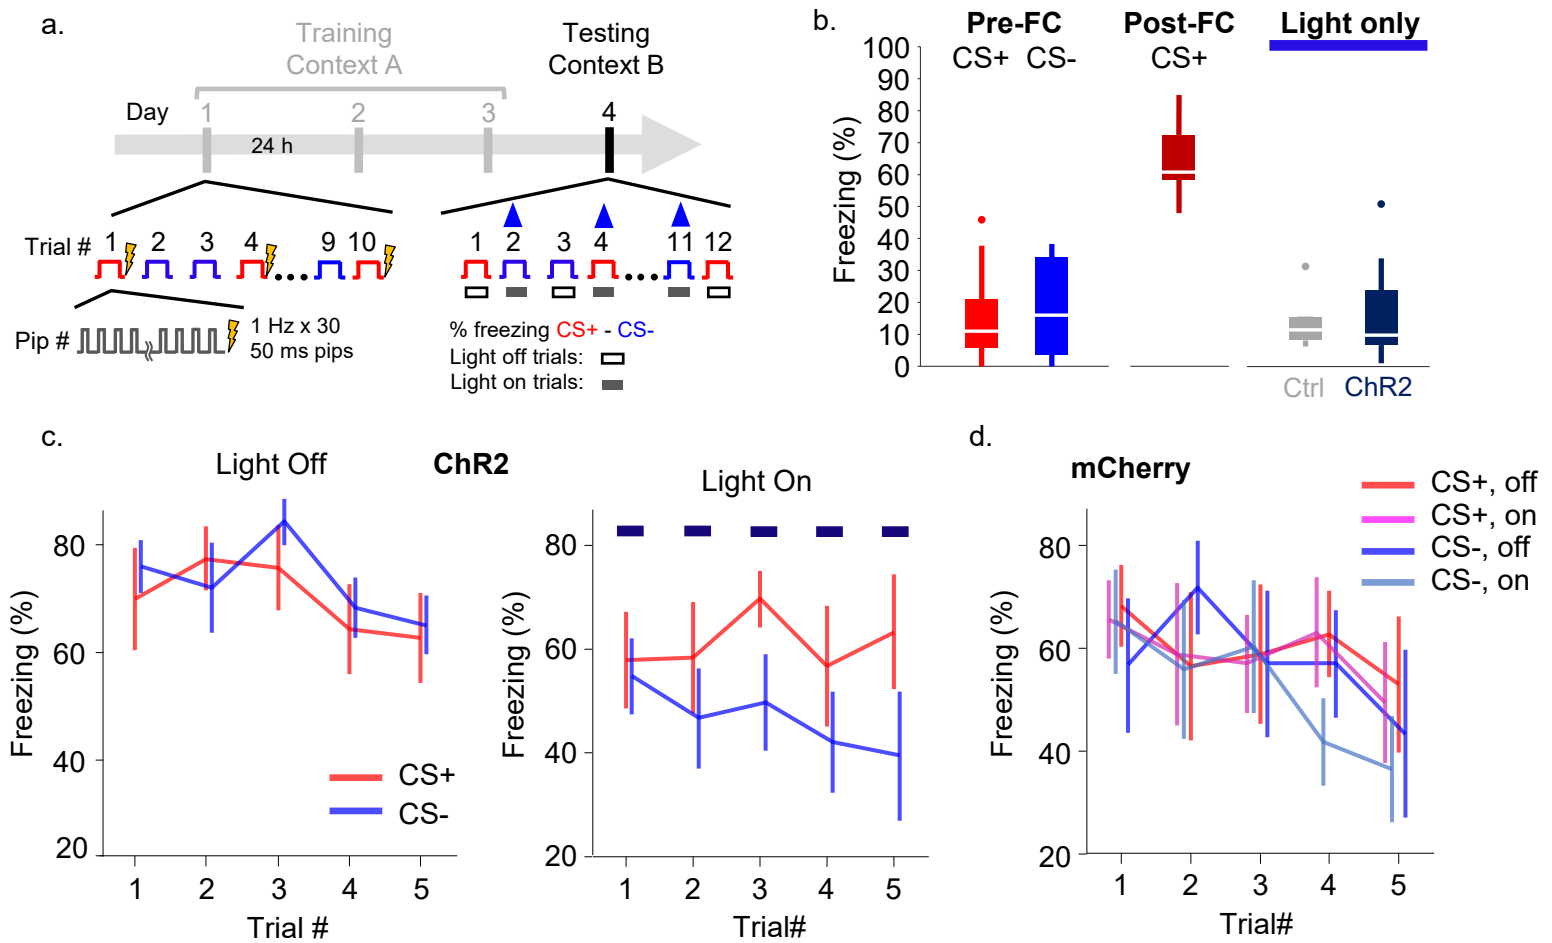 a.
Training
Context A
Testing
Context B
Day
1
2
3
4
24 h
Trial #
1
2
3
4
9
10
1
2
3
4
11
12
Pip #
1 Hz x 30
50 ms pips
% freezing CS+ - CS-
Light off trials:
Light on trials:
b.
Pre-FC
Post-FC
Light only
CS+
CS-
CS+
Freezing (%)
100
90
80
70
60
50
40
30
20
10
0
Ctrl
ChR2
c.
ChR2
Light Off
Freezing (%)
80
60
40
20
CS+
CS-
1
2
3
4
5
Trial #
Light On
Freezing (%)
80
60
40
20
1
2
3
4
5
Trial#
d.
mCherry
CS+, off
CS+, on
CS-, off
CS-, on
Freezing (%)
80
60
40
20
1
2
3
4
5
Trial#